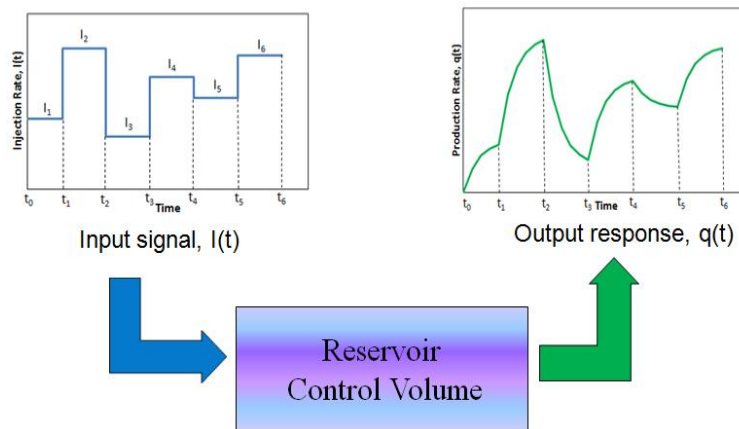 Injection Rate, I(t)
I1
I2
I3
I4
I5
I6
t0 t1 t2 t3 Time t4 t5 t6
Input signal, I(t)
Production Rate, q(t)
t0 t1 t2 t3 Time t4 t5 t6
Output response, q(t)
Reservoir
Control Volume